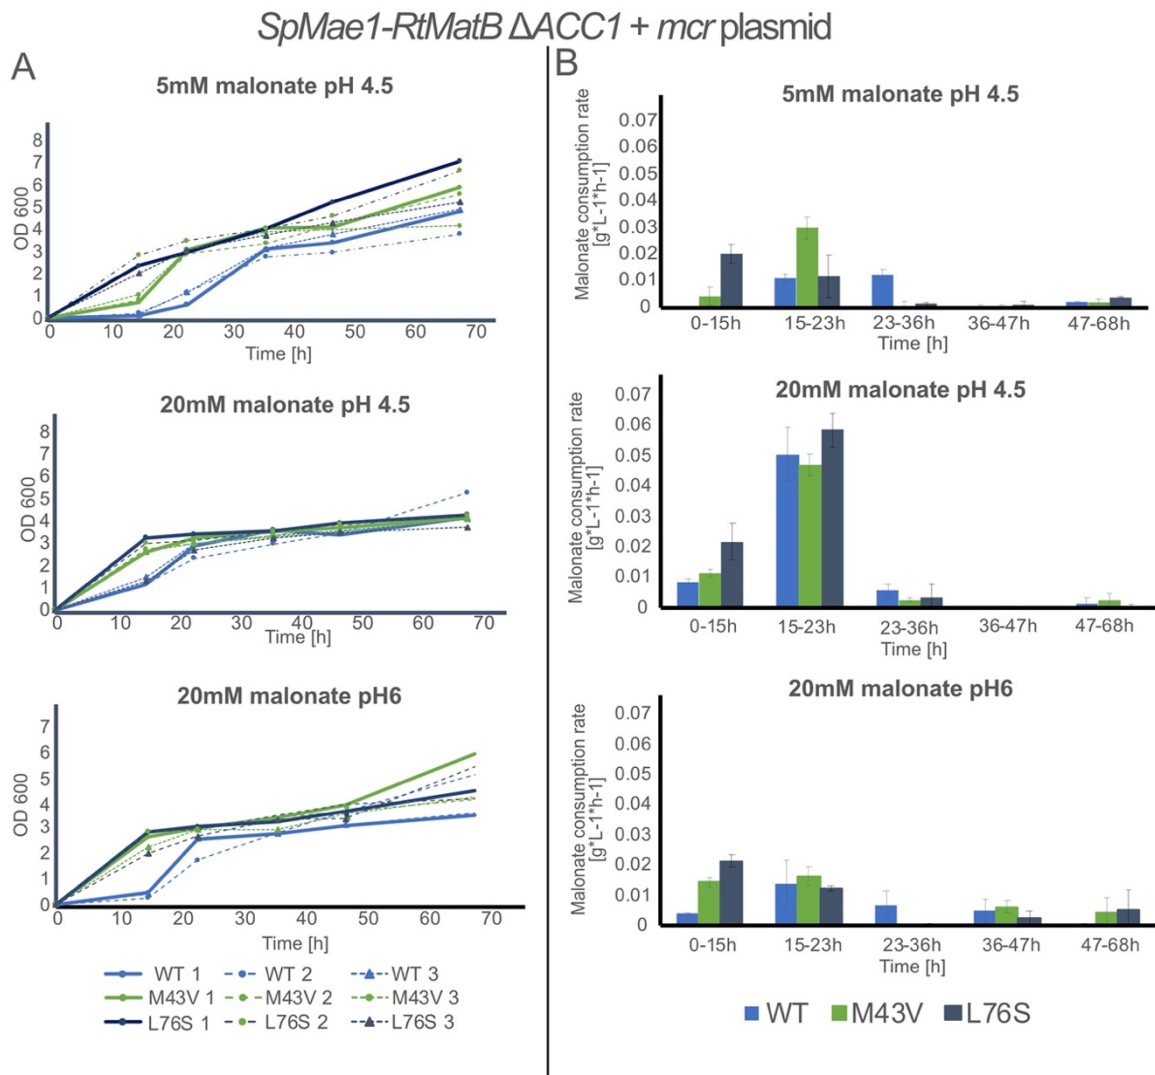 SpMae1-RtMatB ΔACC1 + mcr plasmid
A
5mM malonate pH 4.5
8
7
6
5
4
3
2
1
0
OD 600
0 10 20 30 40 50 60 70
Time [h]
20mM malonate pH 4.5
8
7
6
5
4
3
2
1
0
OD 600
0 10 20 30 40 50 60 70
Time [h]
20mM malonate pH6
7
6
5
4
3
2
1
0
OD 600
0 10 20 30 40 50 60 70
Time [h]
WT 1 WT 2 WT 3
M43V 1 M43V 2 M43V 3
L76S 1 L76S 2 L76S 3
B
5mM malonate pH 4.5
Malonate consumption rate
[g*L-1*h-1]
0.07
0.06
0.05
0.04
0.03
0.02
0.01
0
0-15h 15-23h 23-36h 36-47h 47-68h
Time [h]
20mM malonate pH 4.5
Malonate consumption rate
[g*L-1*h-1]
0.07
0.06
0.05
0.04
0.03
0.02
0.01
0
0-15h 15-23h 23-36h 36-47h 47-68h
Time [h]
20mM malonate pH6
Malonate consumption rate
[g*L-1*h-1]
0.07
0.06
0.05
0.04
0.03
0.02
0.01
0
0-15h 15-23h 23-36h 36-47h 47-68h
Time [h]
WT M43V L76S